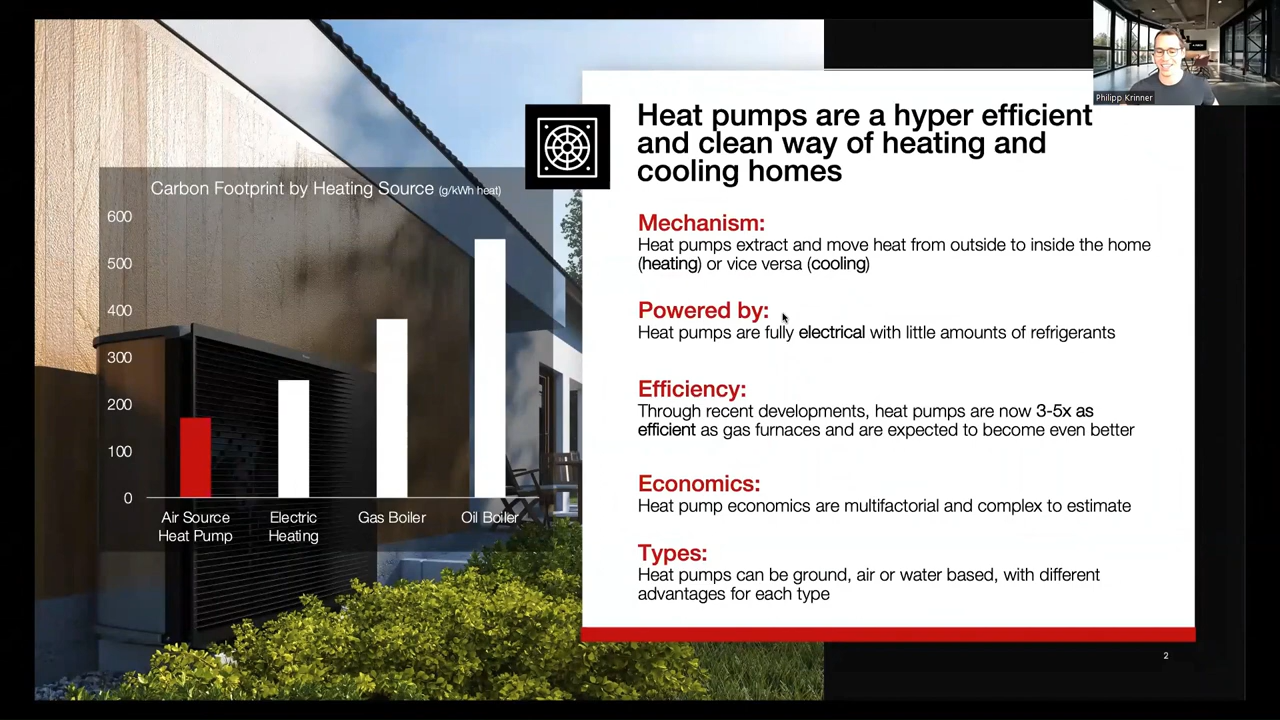 Philipp Krinner
Heat pumps are a hyper efficient
and clean way of heating and
cooling homes
Carbon Footprint by Heating Source (g/kWh heat)
600
500
400
300
200
100
0
Air Source
Heat Pump
Electric
Heating
Gas Boiler
Oil Boiler
Mechanism:
Heat pumps extract and move heat from outside to inside the home
(heating) or vice versa (cooling)
Powered by:
Heat pumps are fully electrical with little amounts of refrigerants
Efficiency:
Through recent developments, heat pumps are now 3-5x as
efficient as gas furnaces and are expected to become even better
Economics:
Heat pump economics are multifactorial and complex to estimate
Types:
Heat pumps can be ground, air or water based, with different
advantages for each type
2